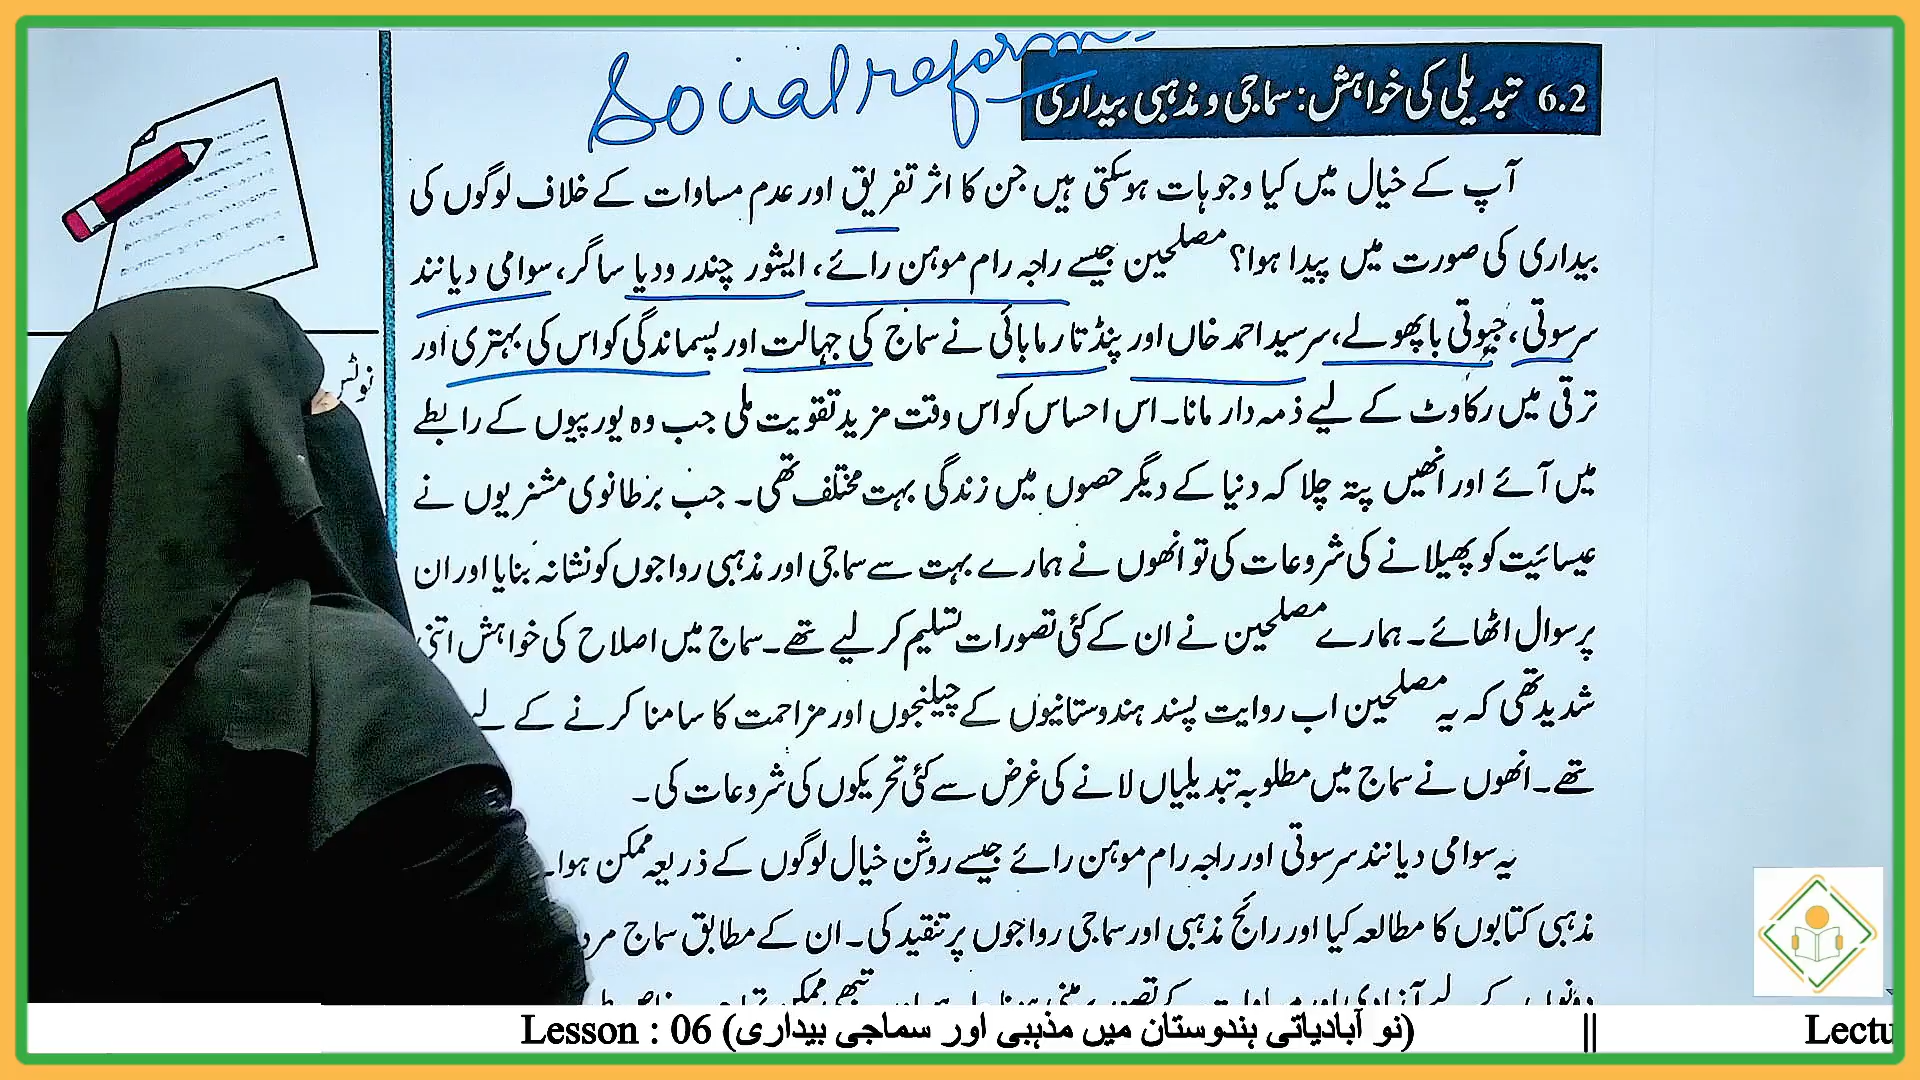 Social reform
6.2 تبدیلی کی خواہش: سماجی و مذہبی بیداری
آپ کے خیال میں کیا وجوہات ہوسکتی ہیں جن کا اثر تفریق اور عدم مساوات کے خلاف لوگوں کی
بیداری کی صورت میں پیدا ہوا؟ مصلحین جیسے راجہ رام موہن رائے، ایشور چندر ودیا ساگر، سوامی دیانند
سرسوتی، جیوتی با پھولے، سرسید احمد خاں اور پنڈتا رما بائی نے سماج کی جہالت اور پسماندگی کو اس کی بہتری اور
نوٹس
ترقی میں رکاوٹ کے لیے ذمہ دار مانا۔ اس احساس کو اس وقت مزید تقویت ملی جب وہ یورپیوں کے رابطے
میں آئے اور انھیں پتہ چلا کہ دنیا کے دیگر حصوں میں زندگی بہت مختلف تھی۔ جب برطانوی مشنریوں نے
عیسائیت کو پھیلانے کی شروعات کی تو انھوں نے ہمارے بہت سے سماجی اور مذہبی رواجوں کو نشانہ بنایا اور ان
پر سوال اٹھائے۔ ہمارے مصلحین نے ان کے کئی تصورات تسلیم کر لیے تھے۔ سماج میں اصلاح کی خواہش اتنی
شدید تھی کہ یہ مصلحین اب روایت پسند ہندوستانیوں کے چیلنجوں اور مزاحمت کا سامنا کرنے کے
تھے۔ انھوں نے سماج میں مطلوبہ تبدیلیاں لانے کی غرض سے کئی تحریکوں کی شروعات کی۔
یہ سوامی دیانند سرسوتی اور راجہ رام موہن رائے جیسے روشن خیال لوگوں کے ذریعہ ممکن ہوا۔
مذہبی کتابوں کا مطالعہ کیا اور رائج مذہبی اور سماجی رواجوں پر تنقید کی۔ ان کے مطابق سماج
Lesson : 06 (نو آبادیاتی ہندوستان میں مذہبی اور سماجی بیداری) || Lectu